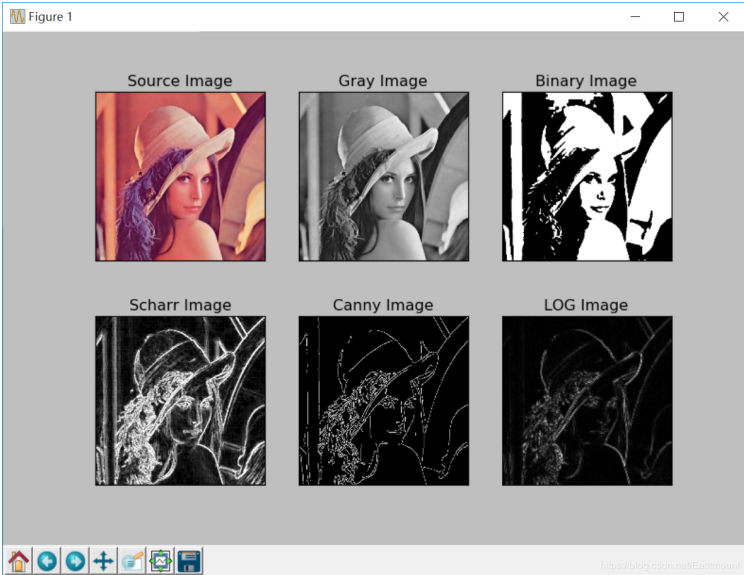 Figure 1
Source Image
Gray Image
Binary Image
Scharr Image
Canny Image
LOG Image
https://blog.csdn.net/Eastmount